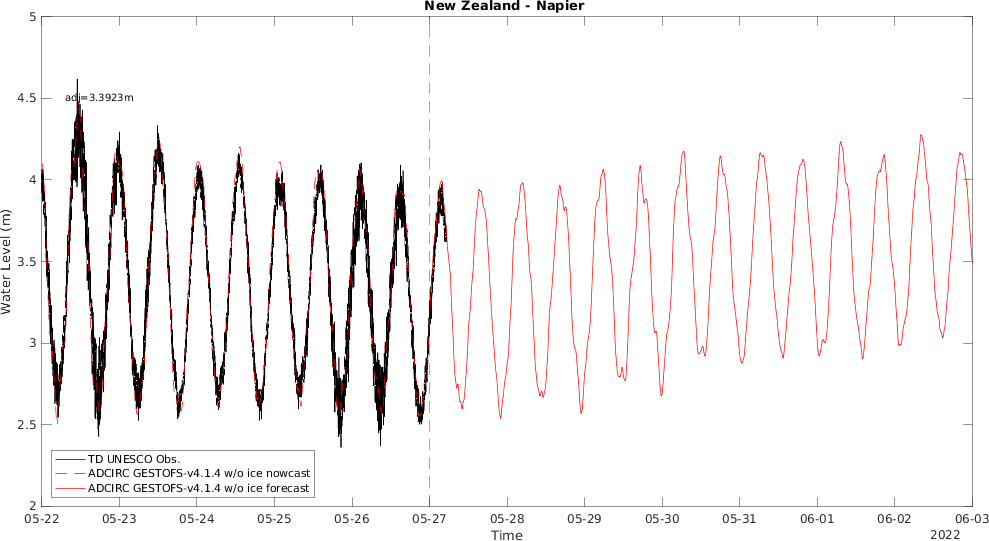 New Zealand - Napier
5
4.5
4
3.5
3
2.5
2
Water Level (m)
adj=3.3923m
TD UNESCO Obs.
ADCIRC GESTOFS-v4.1.4 w/o ice nowcast
ADCIRC GESTOFS-v4.1.4 w/o ice forecast
05-22 05-23 05-24 05-25 05-26 05-27 05-28 05-29 05-30 05-31 06-01 06-02 06-03
Time
2022